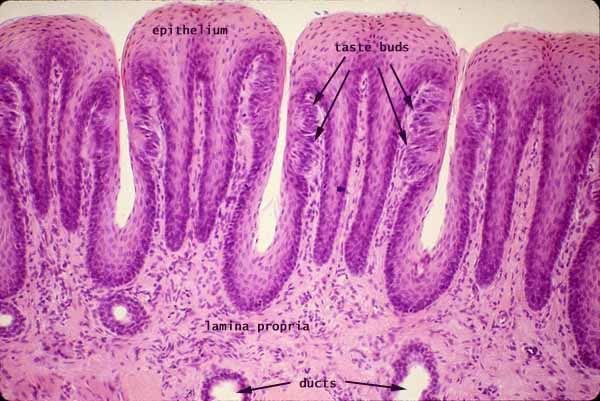 epithelium
taste buds
lamina propria
ducts